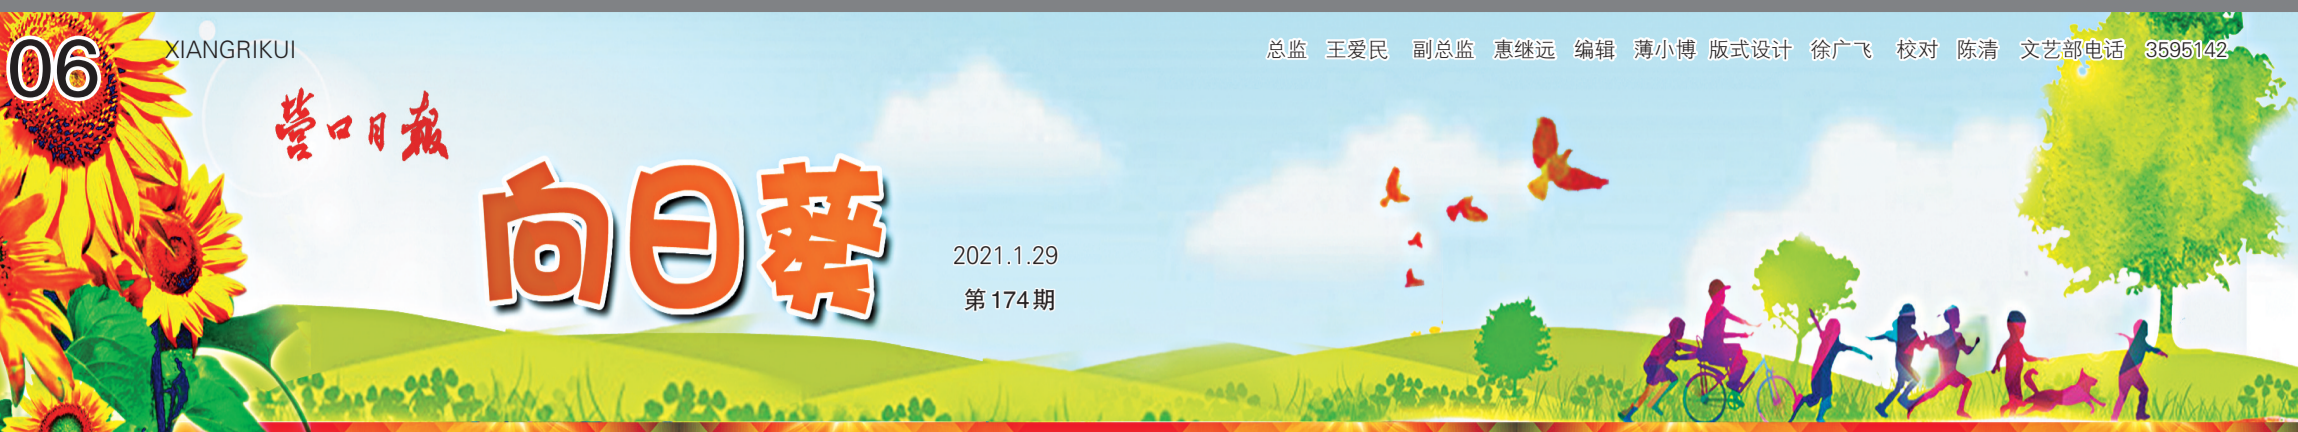 06
XIANGRIKUI
总监 王爱民 副总监 惠继远 编辑 薄小博 版式设计 徐广飞 校对 陈清 文艺部电话 3595142
营口日报
向日葵
2021.1.29
第174期